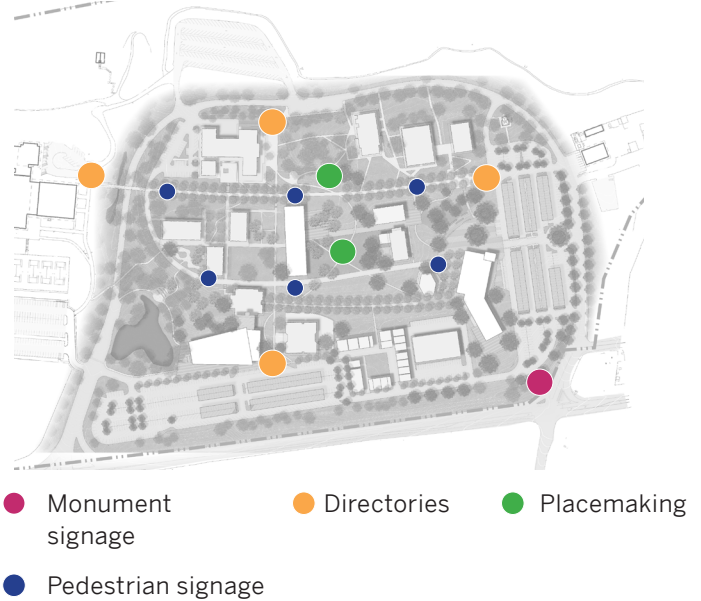 Monument
signage
Directories
Placemaking
Pedestrian signage